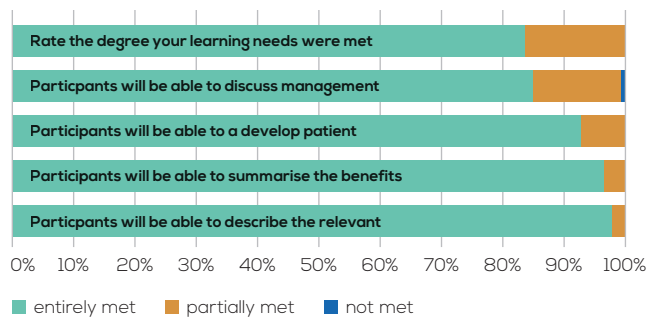 Rate the degree your learning needs were met
Particpants will be able to discuss management
Participants will be able to a develop patient
Participants will be able to summarise the benefits
Particpants will be able to describe the relevant
0% 10% 20% 30% 40% 50% 60% 70% 80% 90% 100%
entirely met partially met not met